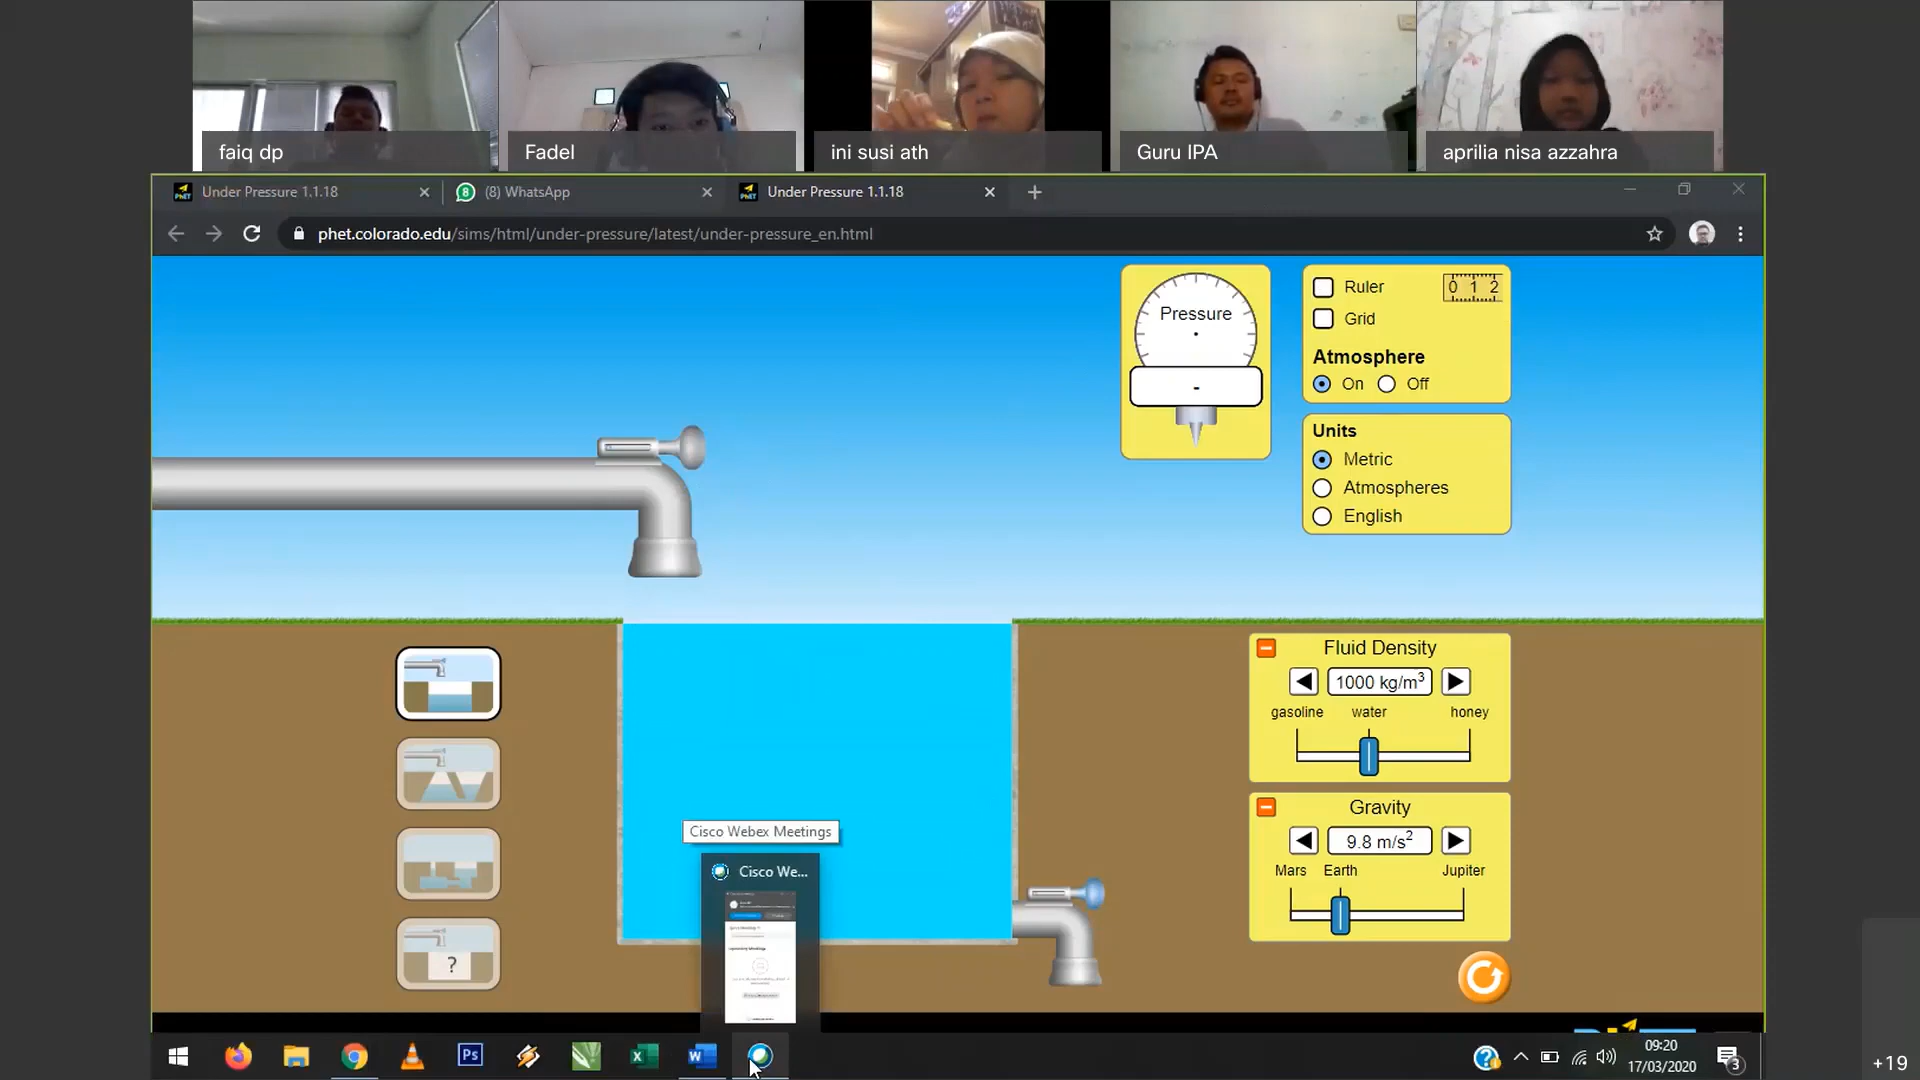 faiq dp
Fadel
ini susi ath
Guru IPA
aprilia nisa azzahra
Under Pressure 1.1.18
(8) WhatsApp
Under Pressure 1.1.18
phet.colorado.edu/sims/html/under-pressure/latest/under-pressure_en.html
Pressure
-
Ruler
0 1 2
Grid
Atmosphere
On
Off
Units
Metric
Atmospheres
English
Fluid Density
1000 kg/m³
gasoline
water
honey
Gravity
9.8 m/s²
Mars
Earth
Jupiter
?
Cisco Webex Meetings
Cisco We...
Ps
09:20
17/03/2020
3
+19